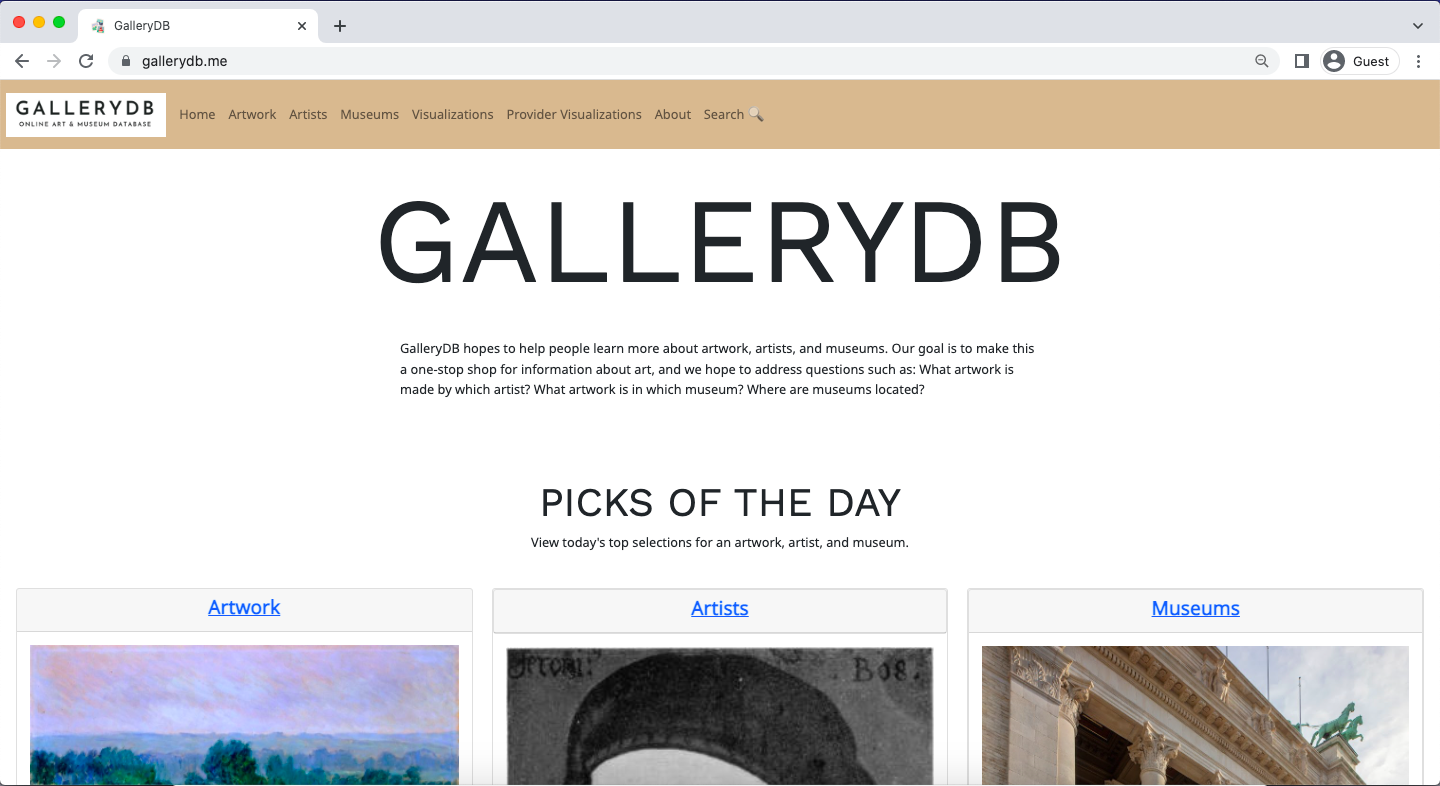 GalleryDB
gallerydb.me
Guest
GALLERYDB
ONLINE ART & MUSEUM DATABASE
Home Artwork Artists Museums Visualizations Provider Visualizations About Search 🔍
GALLERYDB
GalleryDB hopes to help people learn more about artwork, artists, and museums. Our goal is to make this
a one-stop shop for information about art, and we hope to address questions such as: What artwork is
made by which artist? What artwork is in which museum? Where are museums located?
PICKS OF THE DAY
View today's top selections for an artwork, artist, and museum.
Artwork
Artists
Museums